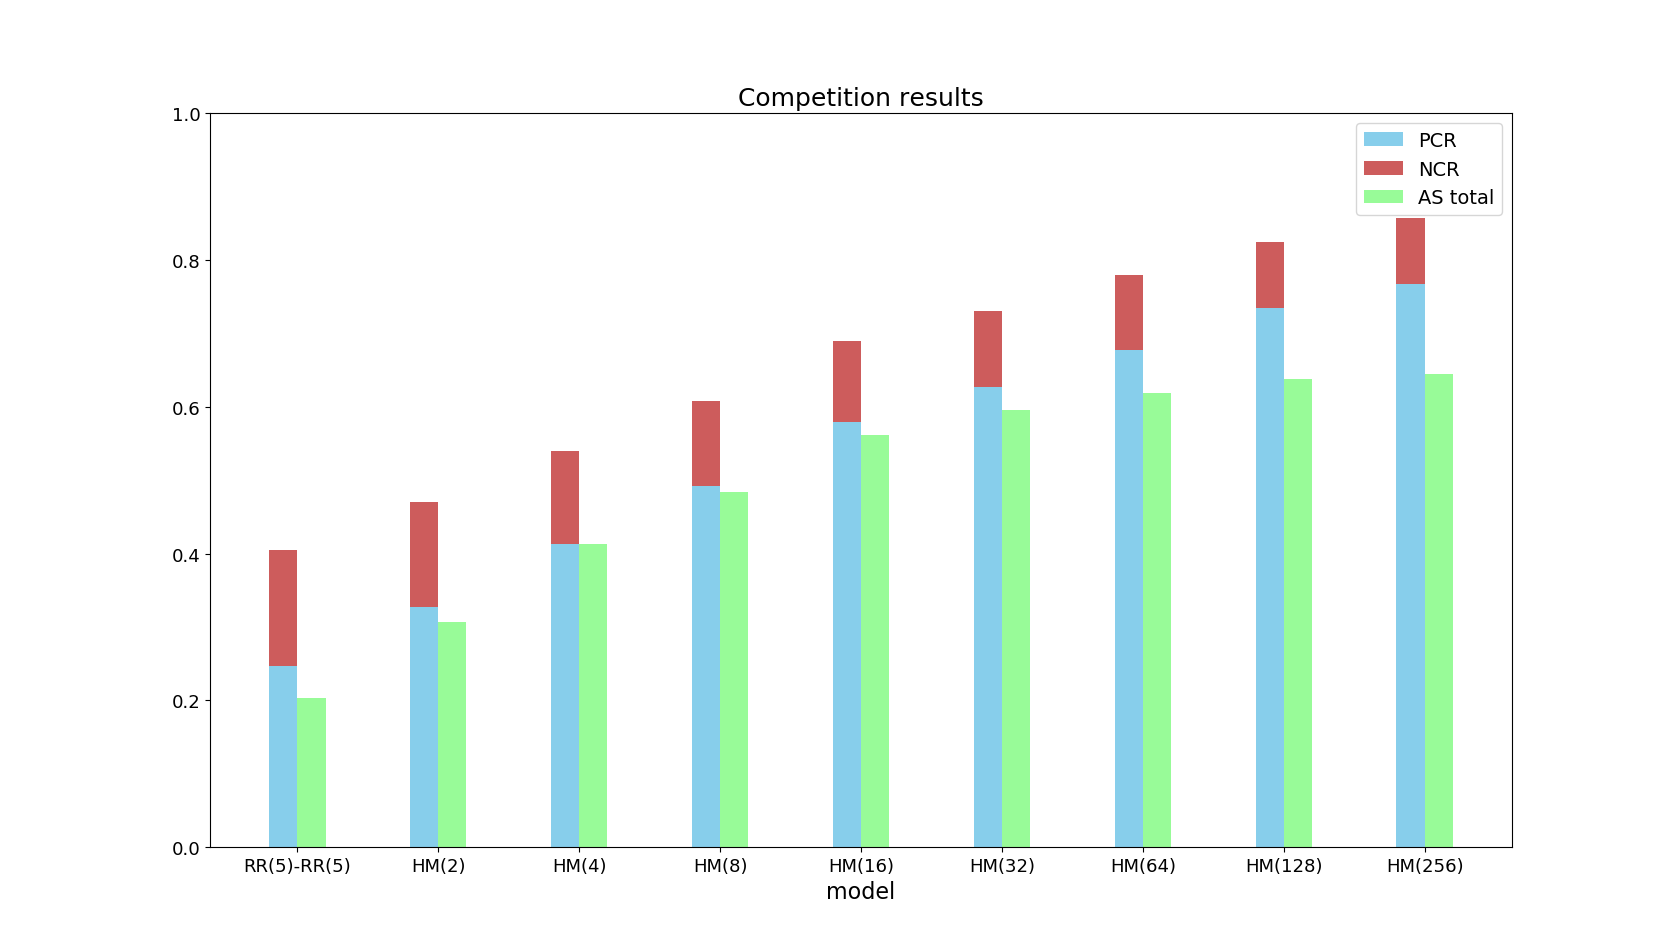 Competition results
1.0
0.8
0.6
0.4
0.2
0.0
PCR
NCR
AS total
RR(5)-RR(5) HM(2) HM(4) HM(8) HM(16) HM(32) HM(64) HM(128) HM(256)
model